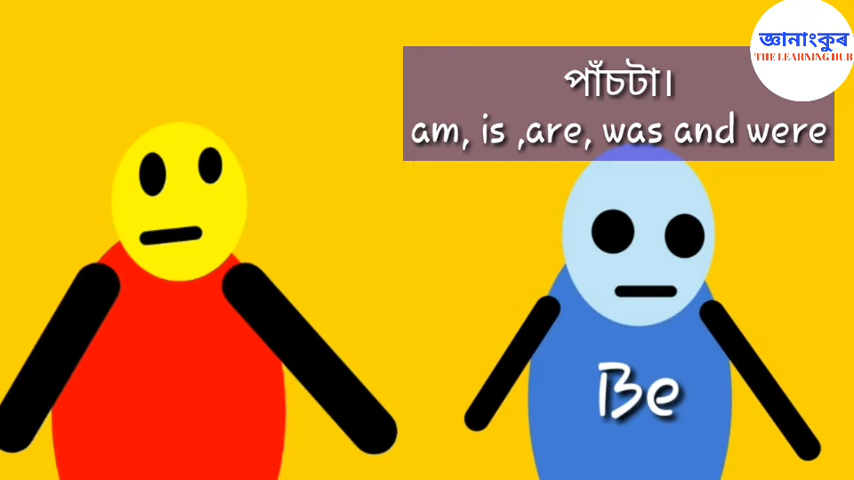 জ্ঞানাংকুৰ
THE LEARNING HUB
পাঁচটা।
am, is ,are, was and were
Be